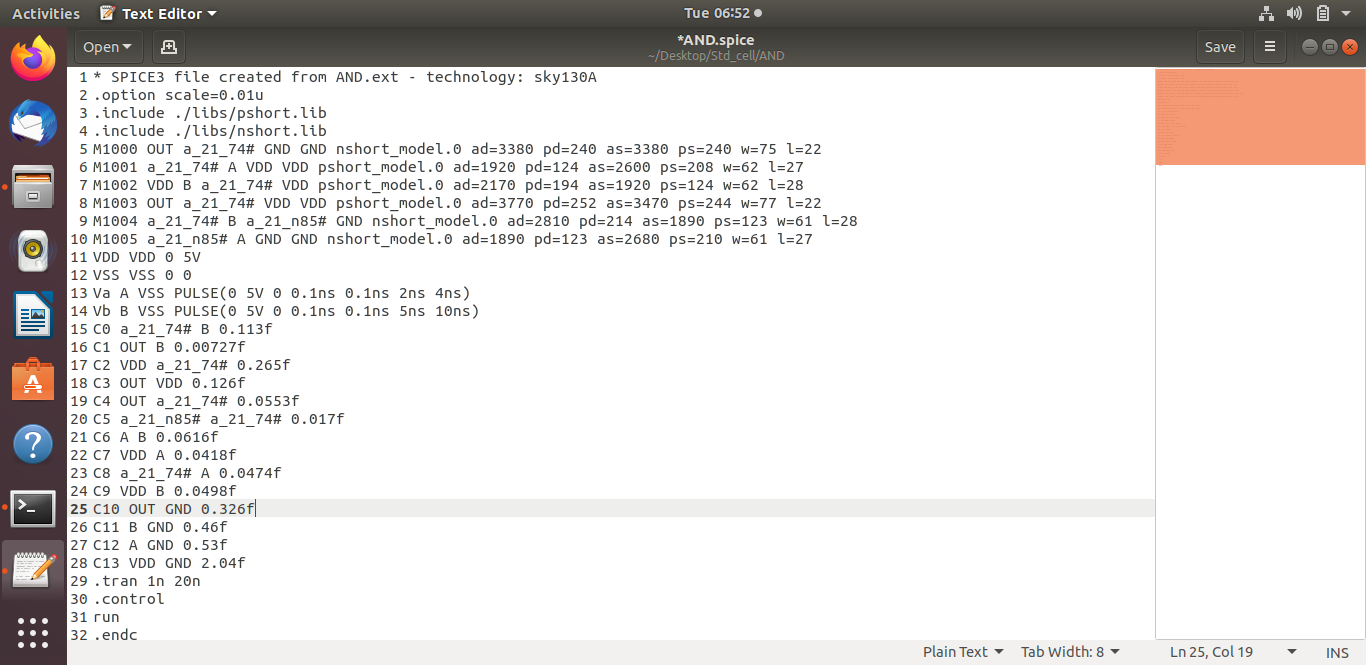 Activities Text Editor Tue 06:52
Open *AND.spice Save
~/Desktop/Std_cell/AND
1 * SPICE3 file created from AND.ext - technology: sky130A
2 .option scale=0.01u
3 .include ./libs/pshort.lib
4 .include ./libs/nshort.lib
5 M1000 OUT a_21_74# GND GND nshort_model.0 ad=3380 pd=240 as=3380 ps=240 w=75 l=22
6 M1001 a_21_74# A VDD VDD pshort_model.0 ad=1920 pd=124 as=2600 ps=208 w=62 l=27
7 M1002 VDD B a_21_74# VDD pshort_model.0 ad=2170 pd=194 as=1920 ps=124 w=62 l=28
8 M1003 OUT a_21_74# VDD VDD pshort_model.0 ad=3770 pd=252 as=3470 ps=244 w=77 l=22
9 M1004 a_21_74# B a_21_n85# GND nshort_model.0 ad=2810 pd=214 as=1890 ps=123 w=61 l=28
10 M1005 a_21_n85# A GND GND nshort_model.0 ad=1890 pd=123 as=2680 ps=210 w=61 l=27
11 VDD VDD 0 5V
12 VSS VSS 0 0
13 Va A VSS PULSE(0 5V 0 0.1ns 0.1ns 2ns 4ns)
14 Vb B VSS PULSE(0 5V 0 0.1ns 0.1ns 5ns 10ns)
15 C0 a_21_74# B 0.113f
16 C1 OUT B 0.00727f
17 C2 VDD a_21_74# 0.265f
18 C3 OUT VDD 0.126f
19 C4 OUT a_21_74# 0.0553f
20 C5 a_21_n85# a_21_74# 0.017f
21 C6 A B 0.0616f
22 C7 VDD A 0.0418f
23 C8 a_21_74# A 0.0474f
24 C9 VDD B 0.0498f
25 C10 OUT GND 0.326f
26 C11 B GND 0.46f
27 C12 A GND 0.53f
28 C13 VDD GND 2.04f
29 .tran 1n 20n
30 .control
31 run
32 .endc
Plain Text Tab Width: 8 Ln 25, Col 19 INS